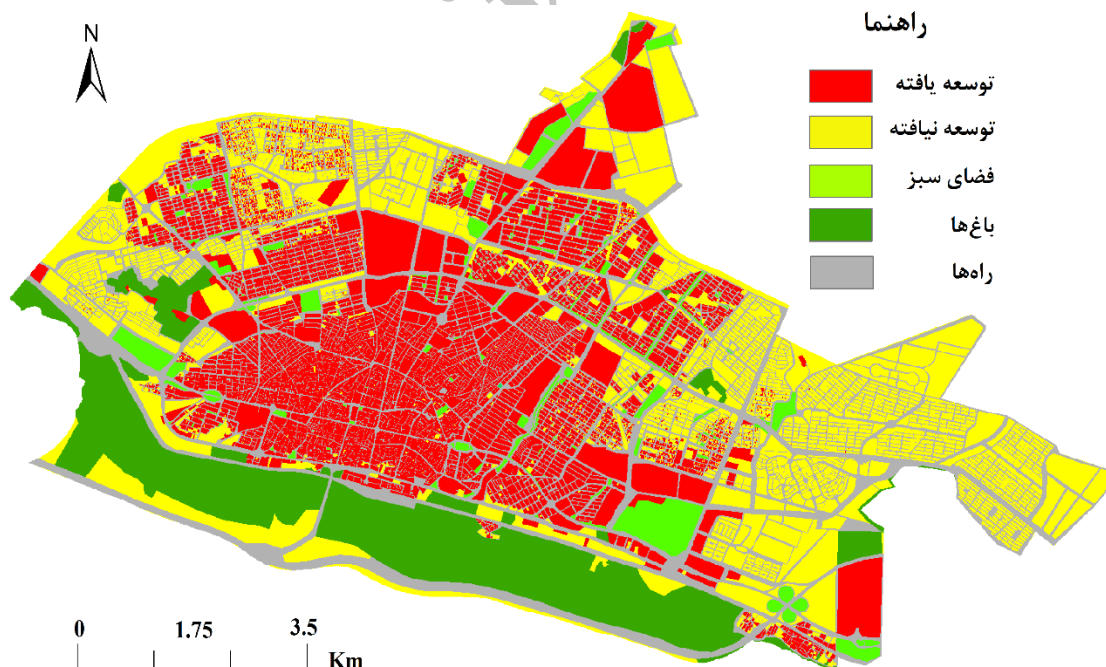 راهنما
توسعه یافته
توسعه نیافته
فضای سبز
باغ‌ها
راه‌ها
N
0 1.75 3.5
Km